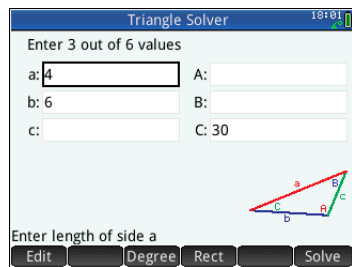 Triangle Solver 18:01
Enter 3 out of 6 values
a: 4 A:
b: 6 B:
c: C: 30
a B
c
C A
b
Enter length of side a
Edit Degree Rect Solve